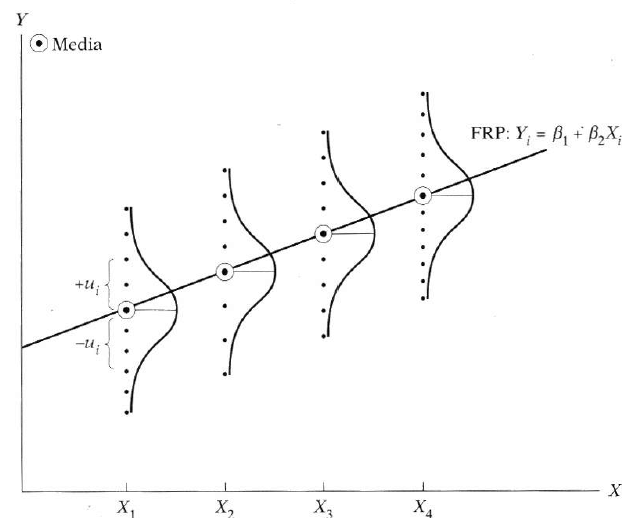 Y
Media
FRP: Yᵢ = β₁ + β₂Xᵢ
+uᵢ
−uᵢ
X
X₁ X₂ X₃ X₄